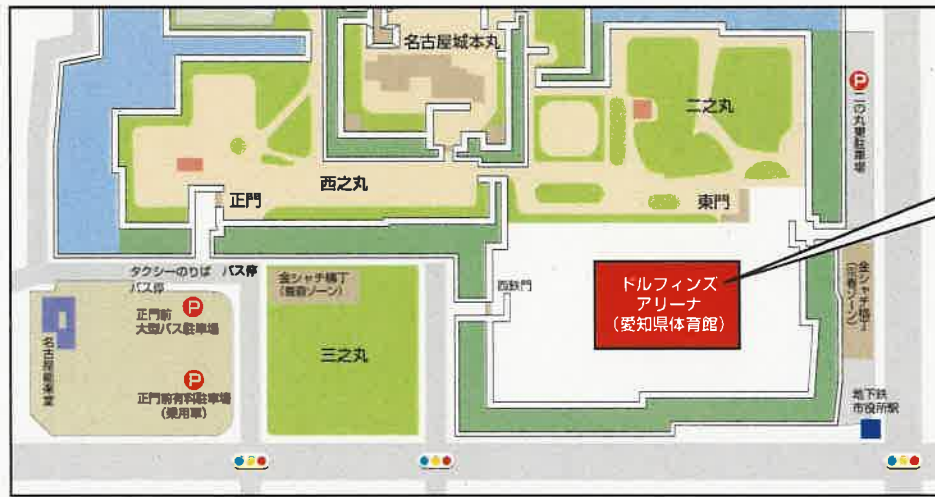 名古屋城本丸
二之丸
P
二の丸東駐車場
西之丸
正門
東門
タクシーのりば バス停
バス停
金シャチ横丁
(義直ゾーン)
西鉄門
ドルフィンズ
アリーナ
(愛知県体育館)
金シャチ横丁
(宗春ゾーン)
正門前
大型バス駐車場
P
名古屋能楽堂
三之丸
P
正門前有料駐車場
(乗用車)
地下鉄
市役所駅